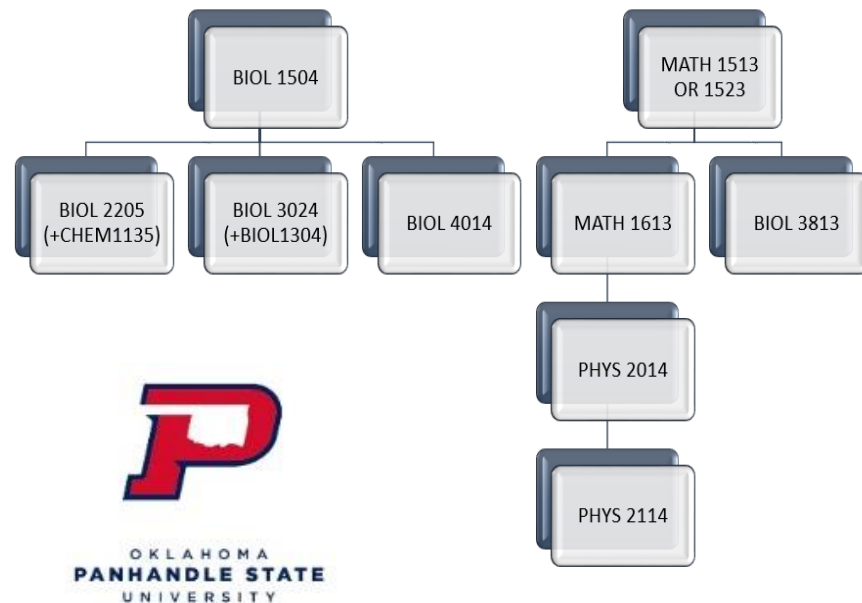 BIOL 1504
MATH 1513
OR 1523
BIOL 2205
(+CHEM1135)
BIOL 3024
(+BIOL1304)
BIOL 4014
MATH 1613
BIOL 3813
PHYS 2014
PHYS 2114
P
OKLAHOMA
PANHANDLE STATE
UNIVERSITY